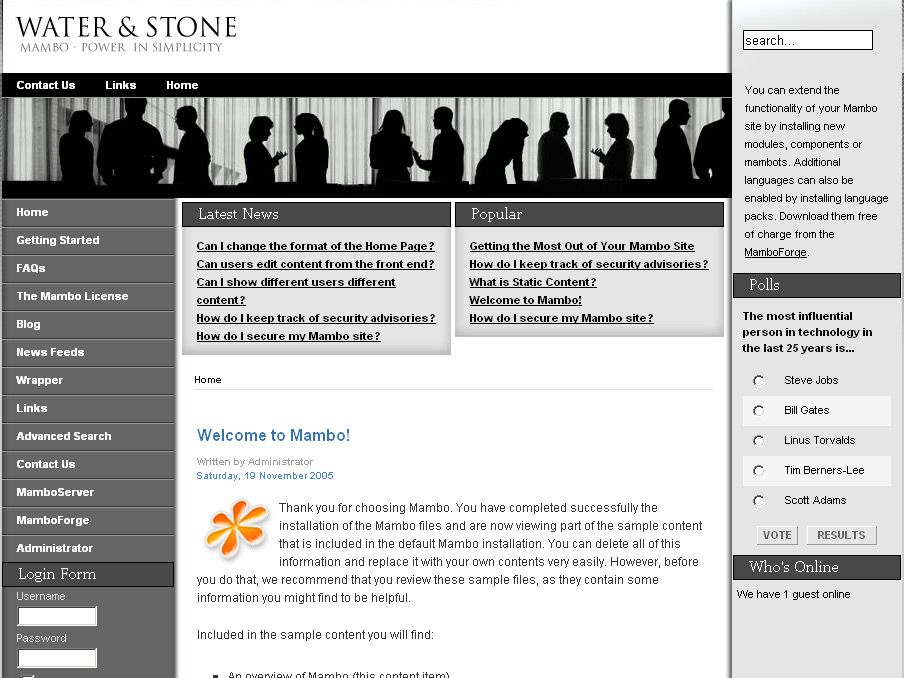 WATER & STONE
MAMBO - POWER IN SIMPLICITY
Contact Us
Links
Home
Home
Getting Started
FAQs
The Mambo License
Blog
News Feeds
Wrapper
Links
Advanced Search
Contact Us
MamboServer
MamboForge
Administrator
Login Form
Username
Password
Latest News
Can I change the format of the Home Page?
Can users edit content from the front end?
Can I show different users different
content?
How do I keep track of security advisories?
How do I secure my Mambo site?
Popular
Getting the Most Out of Your Mambo Site
How do I keep track of security advisories?
What is Static Content?
Welcome to Mambo!
How do I secure my Mambo site?
Home
Welcome to Mambo!
Written by Administrator
Saturday, 19 November 2005
Thank you for choosing Mambo. You have completed successfully the
installation of the Mambo files and are now viewing part of the sample content
that is included in the default Mambo installation. You can delete all of this
information and replace it with your own contents very easily. However, before
you do that, we recommend that you review these sample files, as they contain some
information you might find to be helpful.
Included in the sample content you will find:
An overview of Mambo (this content item)
search...
You can extend the
functionality of your Mambo
site by installing new
modules, components or
mambots. Additional
languages can also be
enabled by installing language
packs. Download them free
of charge from the
MamboForge.
Polls
The most influential
person in technology in
the last 25 years is...
Steve Jobs
Bill Gates
Linus Torvalds
Tim Berners-Lee
Scott Adams
VOTE
RESULTS
Who's Online
We have 1 guest online